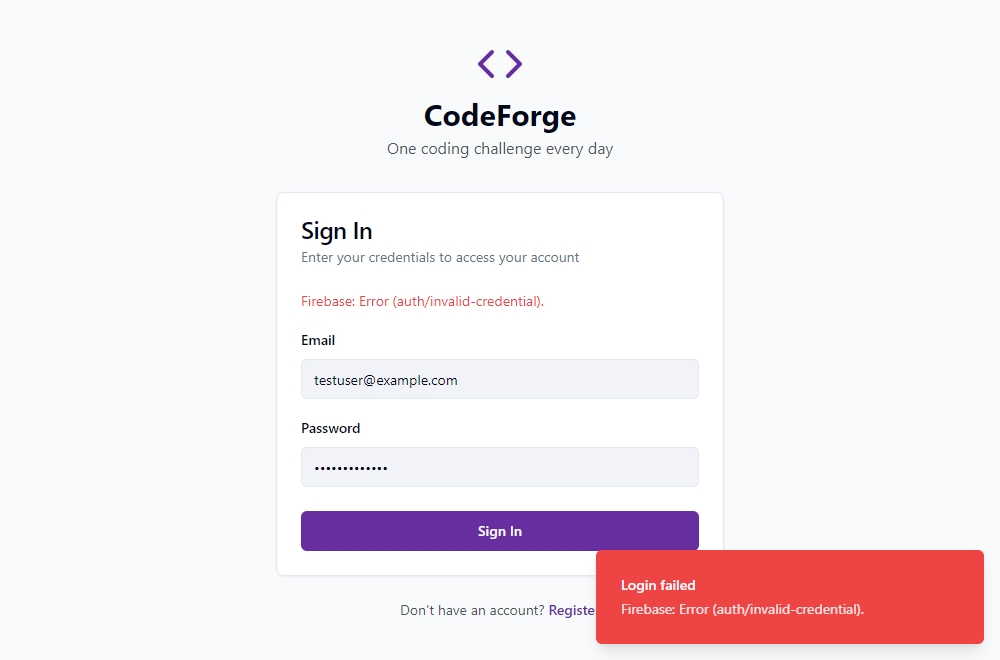 CodeForge
One coding challenge every day
Sign In
Enter your credentials to access your account
Firebase: Error (auth/invalid-credential).
Email
testuser@example.com
Password
Sign In
Don't have an account? Registe
Login failed
Firebase: Error (auth/invalid-credential).